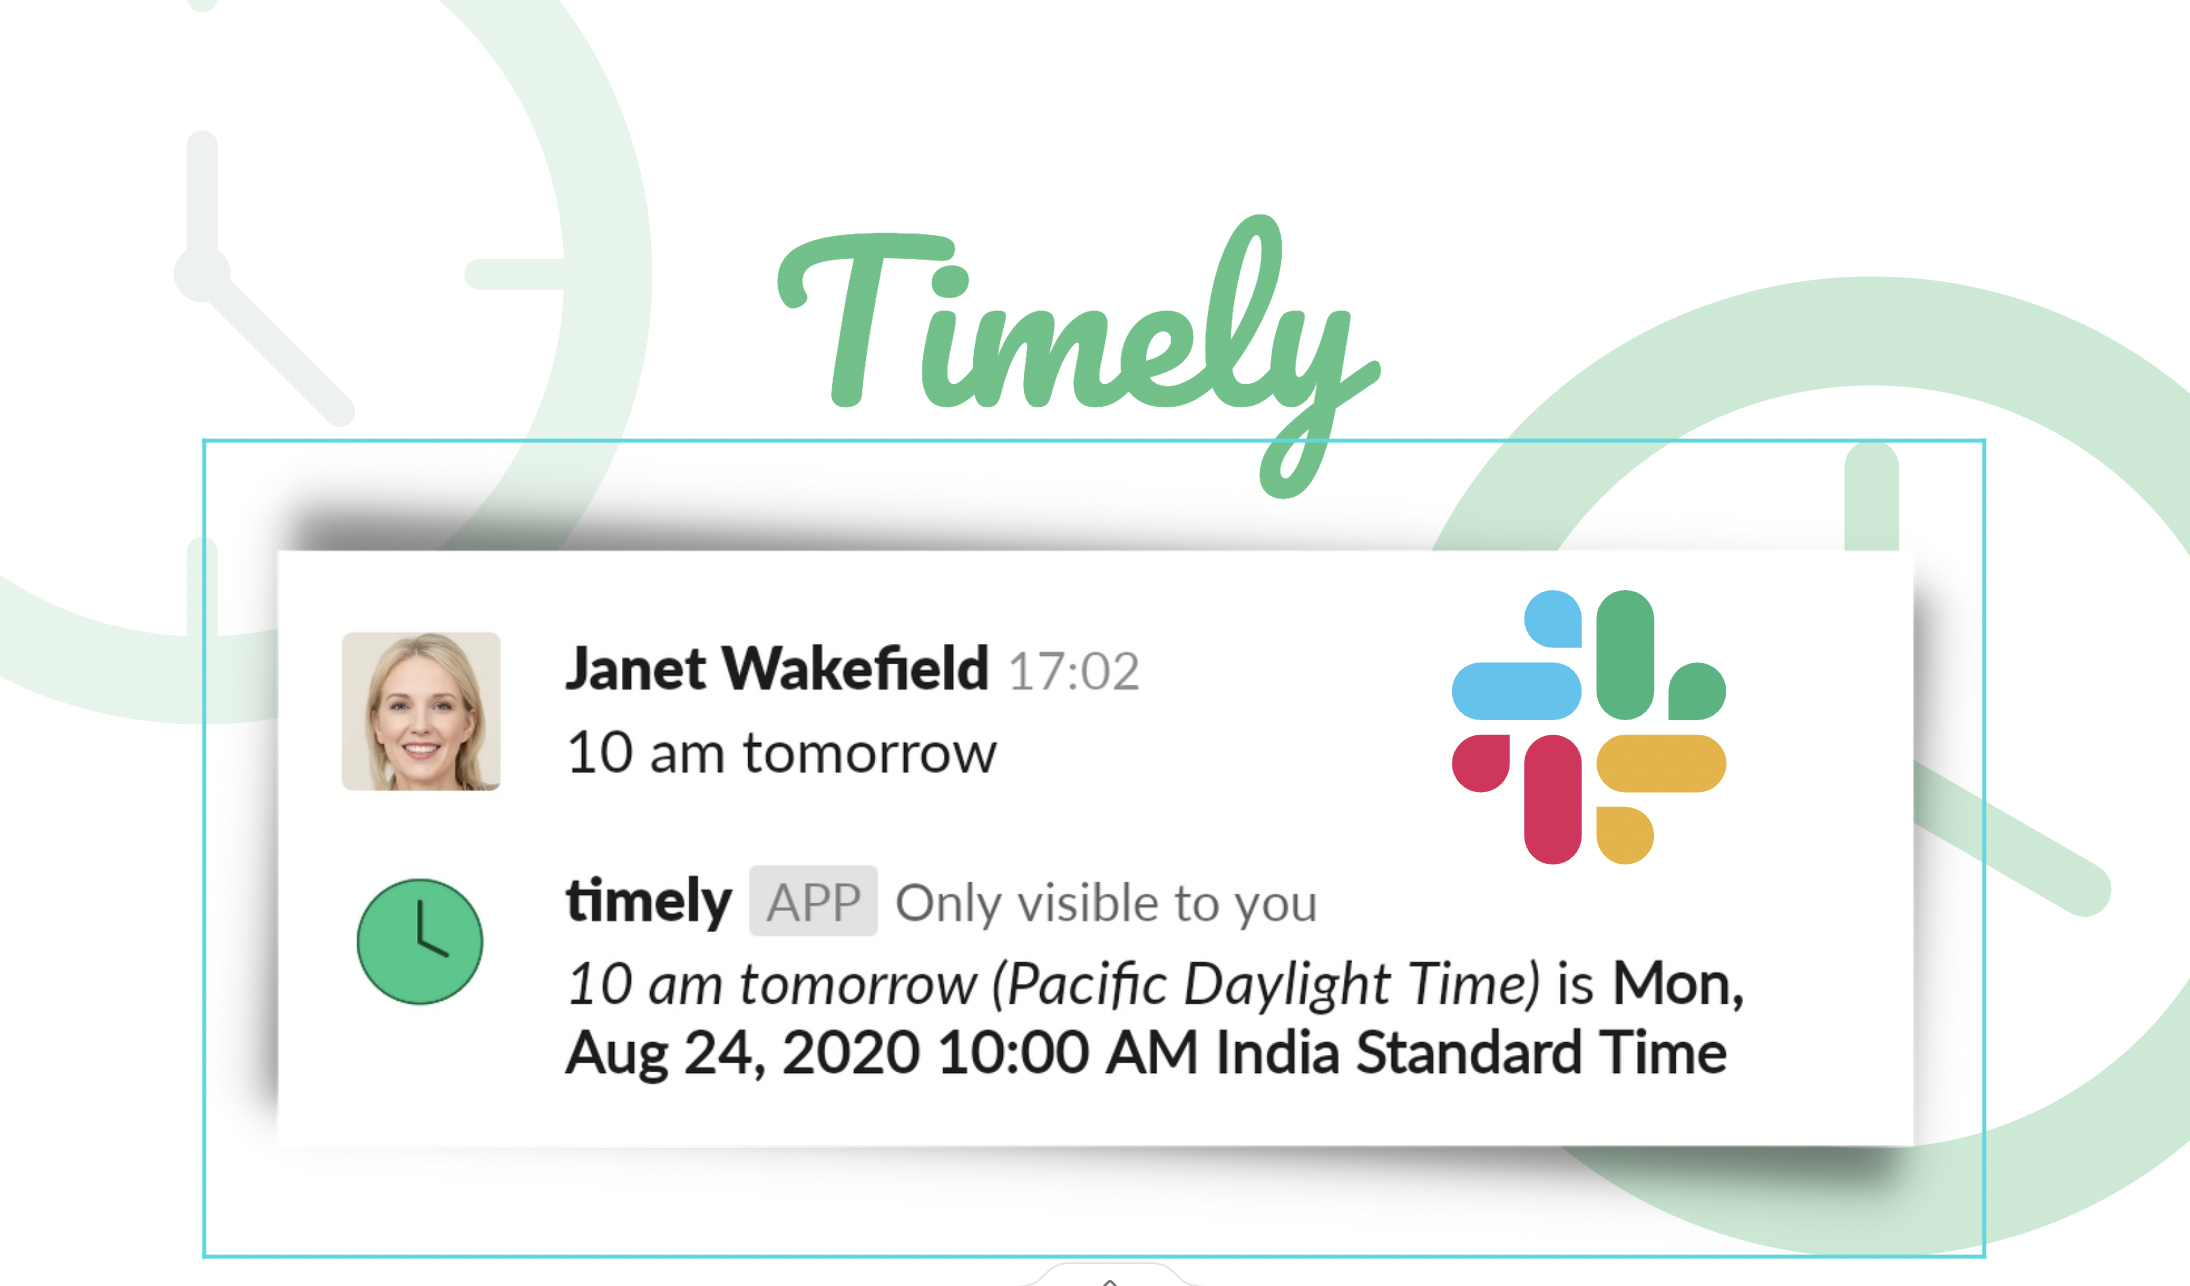 Timely
Janet Wakefield 17:02
10 am tomorrow
timely APP Only visible to you
10 am tomorrow (Pacific Daylight Time) is Mon,
Aug 24, 2020 10:00 AM India Standard Time